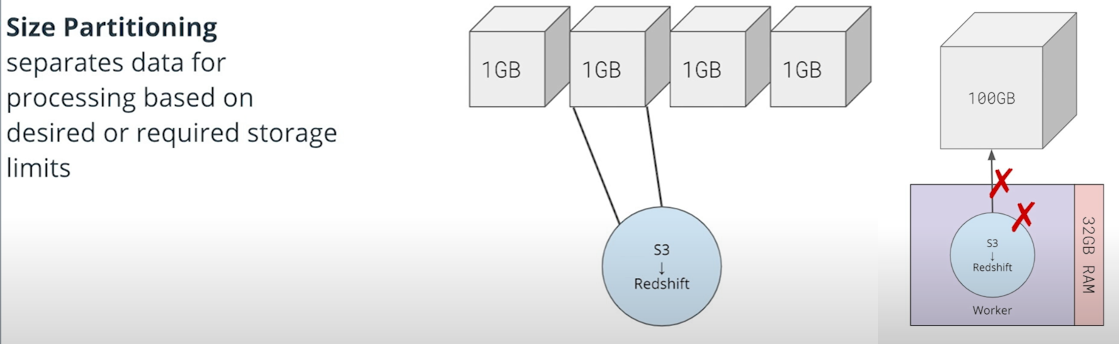 Size Partitioning
separates data for
processing based on
desired or required storage
limits
1GB
1GB
1GB
1GB
S3
↓
Redshift
100GB
S3
↓
Redshift
Worker
32GB RAM